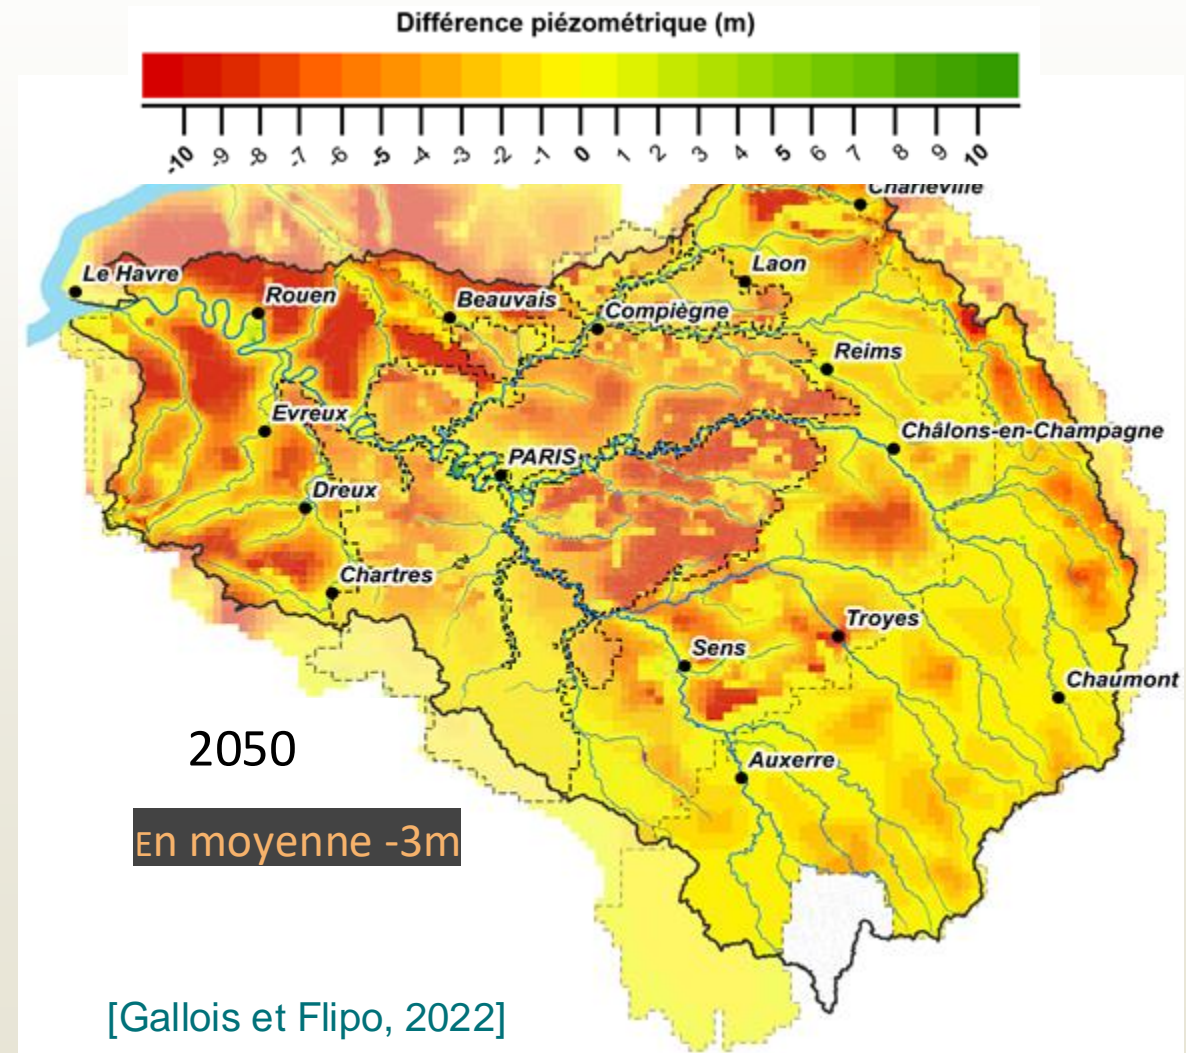 Différence piézométrique (m)
-10 -9 -8 -7 -6 -5 -4 -3 -2 -1 0 1 2 3 4 5 6 7 8 9 10
Charleville
Le Havre
Laon
Rouen
Beauvais
Compiègne
Reims
Evreux
Châlons-en-Champagne
PARIS
Dreux
Chartres
Troyes
Sens
Chaumont
2050
Auxerre
En moyenne -3m
[Gallois et Flipo, 2022]